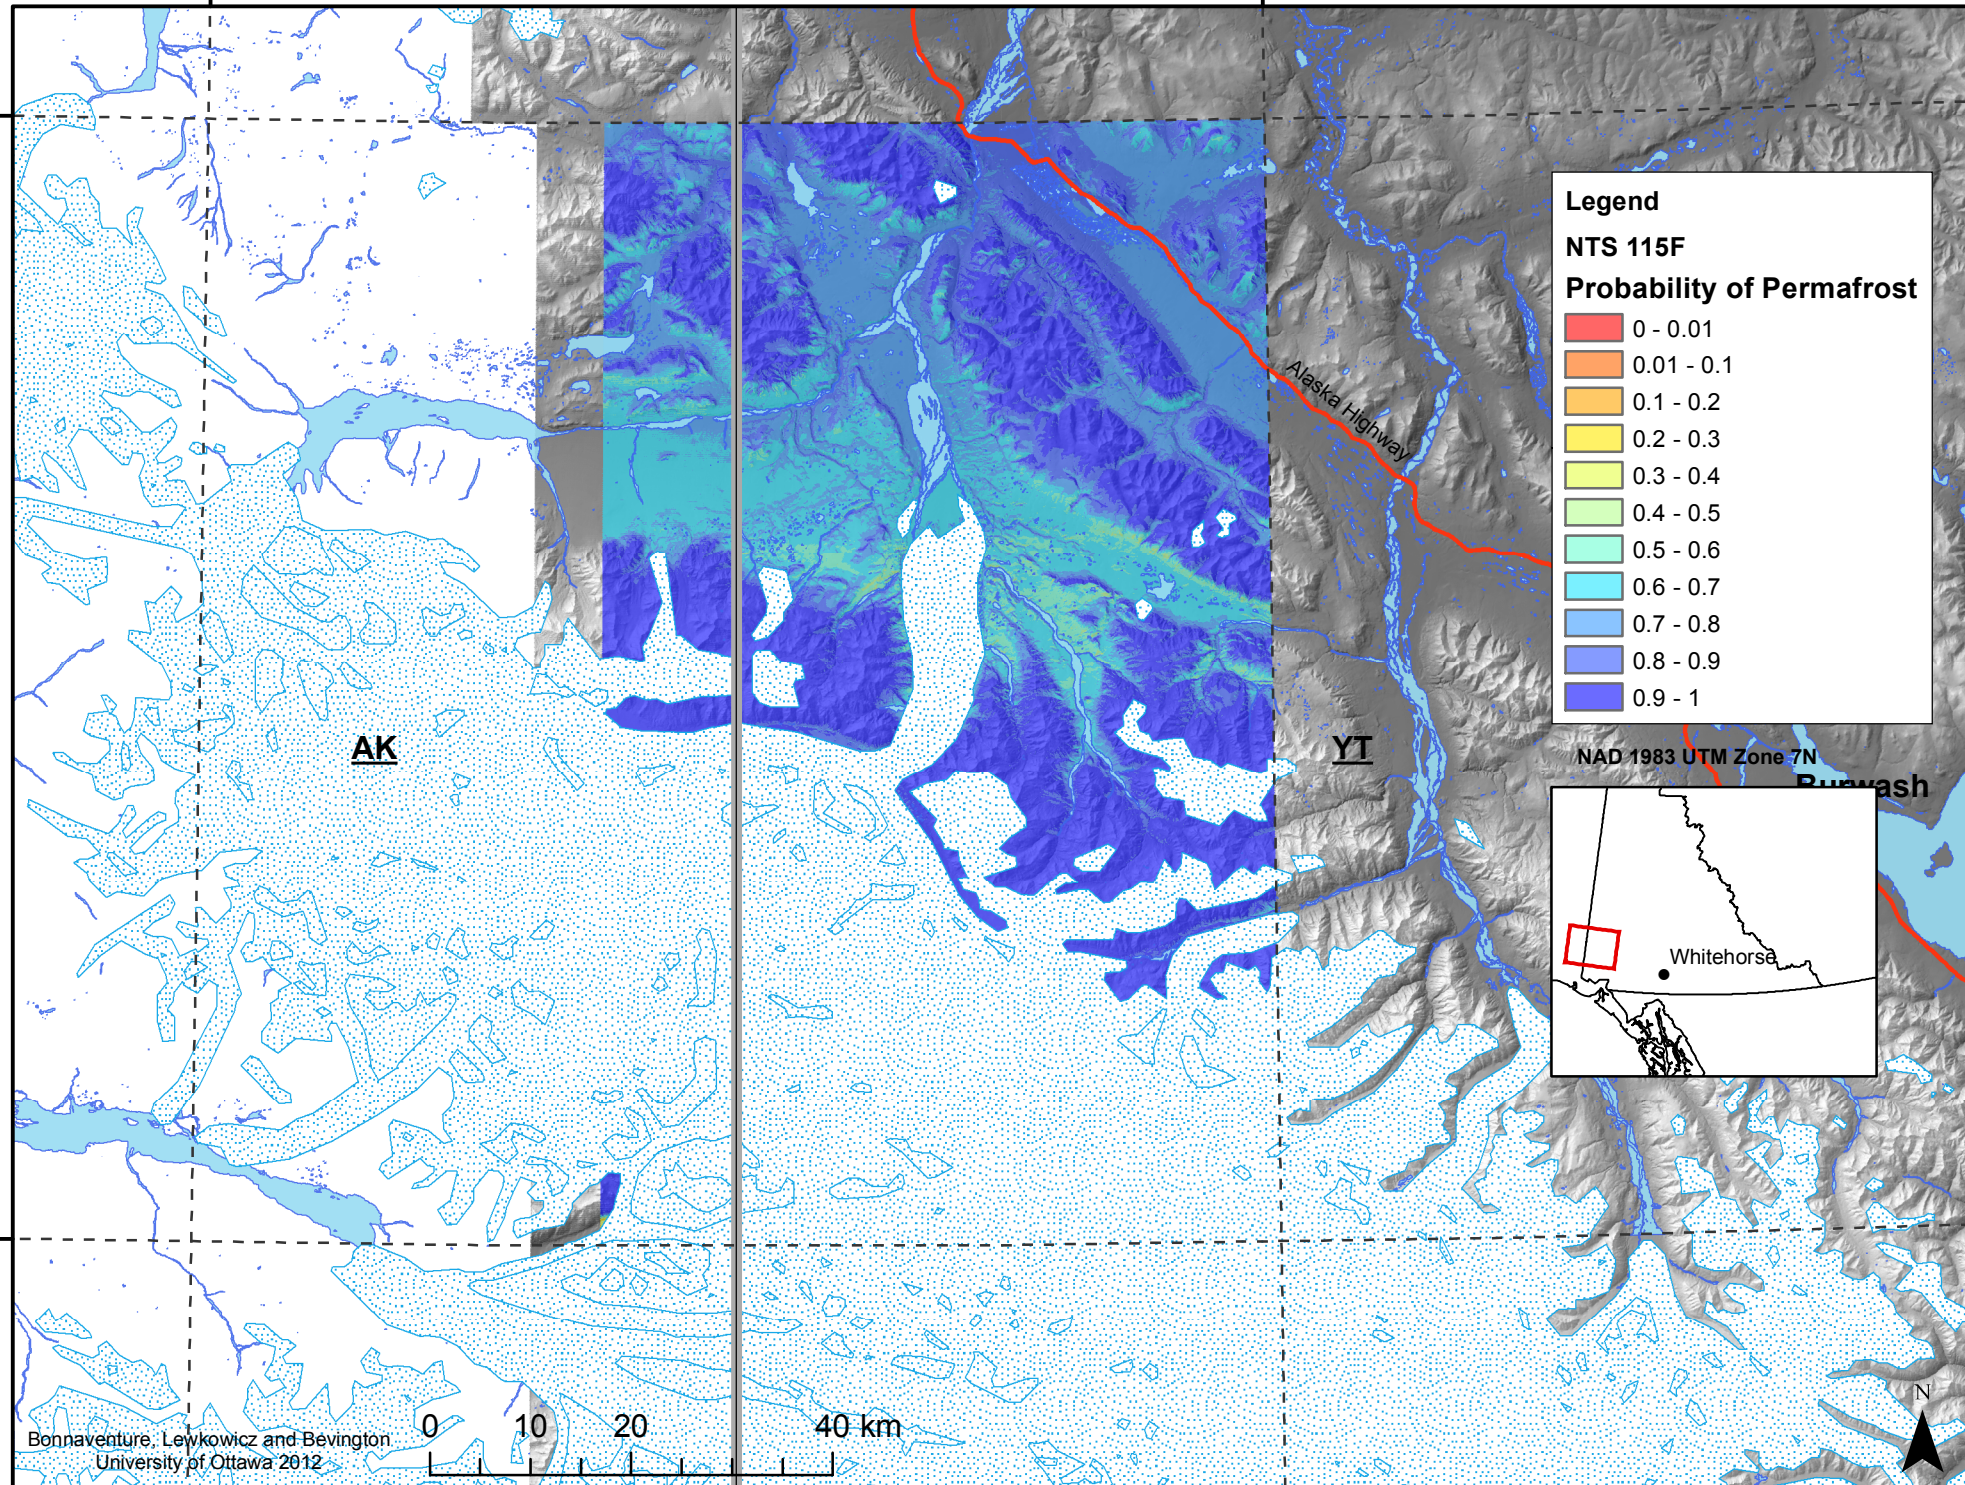 Legend
NTS 115F
Probability of Permafrost
0 - 0.01
0.01 - 0.1
0.1 - 0.2
0.2 - 0.3
0.3 - 0.4
0.4 - 0.5
0.5 - 0.6
0.6 - 0.7
0.7 - 0.8
0.8 - 0.9
0.9 - 1
Alaska Highway
AK
YT
NAD 1983 UTM Zone 7N
Burwash
Whitehorse
N
0 10 20 40 km
Bonnaventure, Lewkowicz and Bevington
University of Ottawa 2012